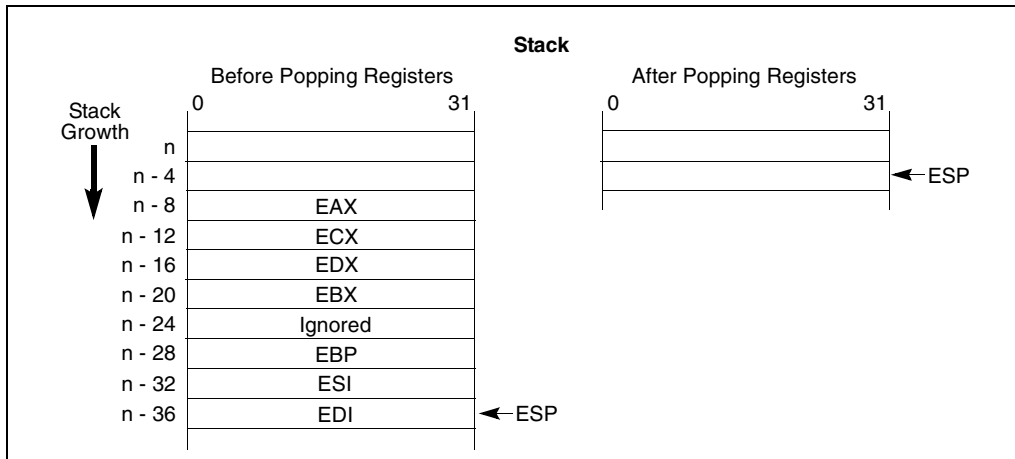 Stack
Before Popping Registers
After Popping Registers
0 31
0 31
Stack
Growth
n
n - 4
ESP
n - 8 EAX
n - 12 ECX
n - 16 EDX
n - 20 EBX
n - 24 Ignored
n - 28 EBP
n - 32 ESI
n - 36 EDI ESP